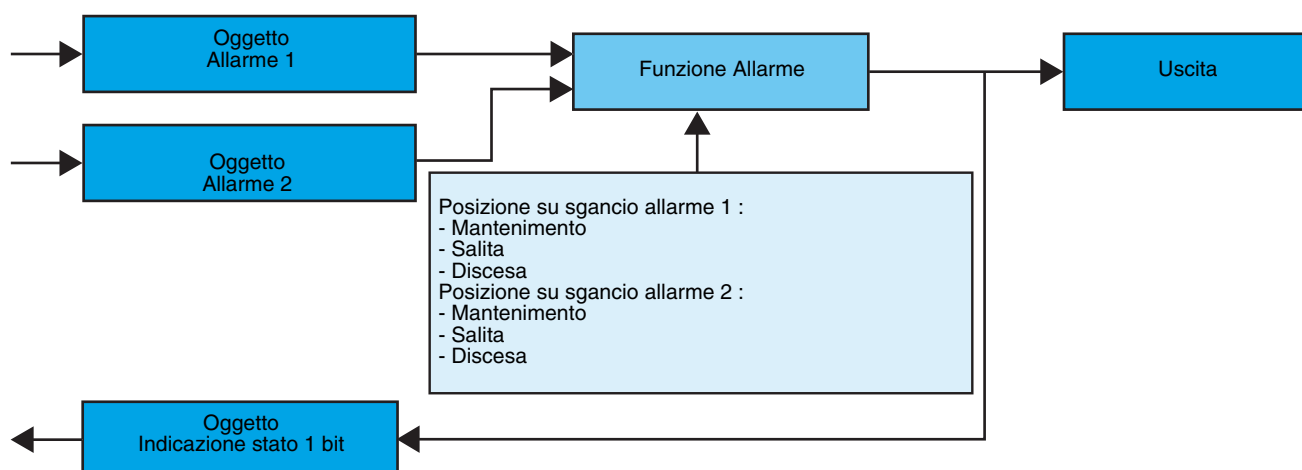 Oggetto
Allarme 1
Funzione Allarme
Uscita
Oggetto
Allarme 2
Posizione su sgancio allarme 1 :
- Mantenimento
- Salita
- Discesa
Posizione su sgancio allarme 2 :
- Mantenimento
- Salita
- Discesa
Oggetto
Indicazione stato 1 bit